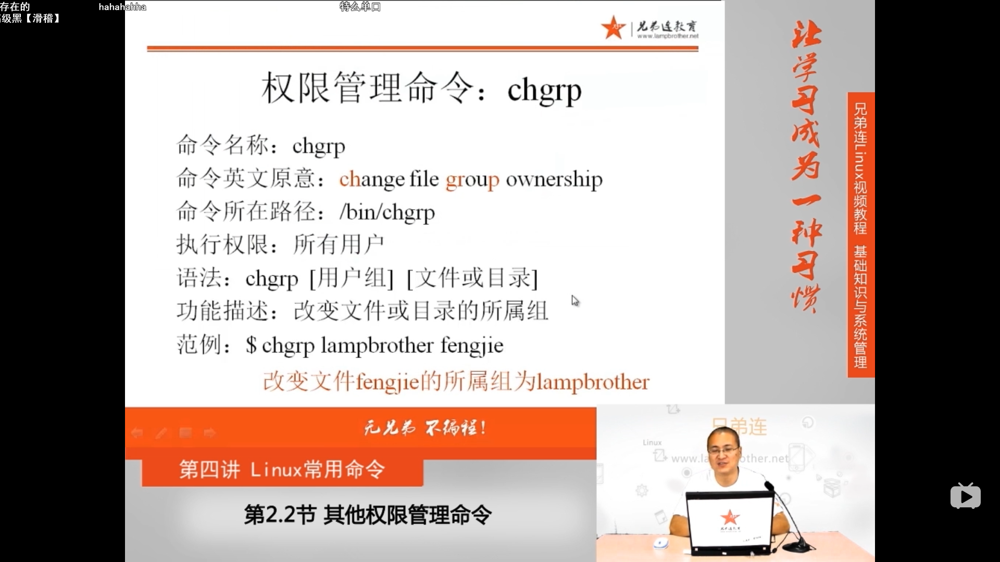 存在的
hahahahha
特么单口
级黑【滑稽】
兄弟连教育
www.lampbrother.net
权限管理命令：chgrp
命令名称：chgrp
命令英文原意：change file group ownership
命令所在路径：/bin/chgrp
执行权限：所有用户
语法：chgrp [用户组] [文件或目录]
功能描述：改变文件或目录的所属组
范例：$ chgrp lampbrother fengjie
改变文件fengjie的所属组为lampbrother
让学习成为一种习惯
兄弟连Linux视频教程 基础知识与系统管理
无兄弟 不编程！
第四讲 Linux常用命令
第2.2节 其他权限管理命令
兄弟连
Linux
兄弟连教育